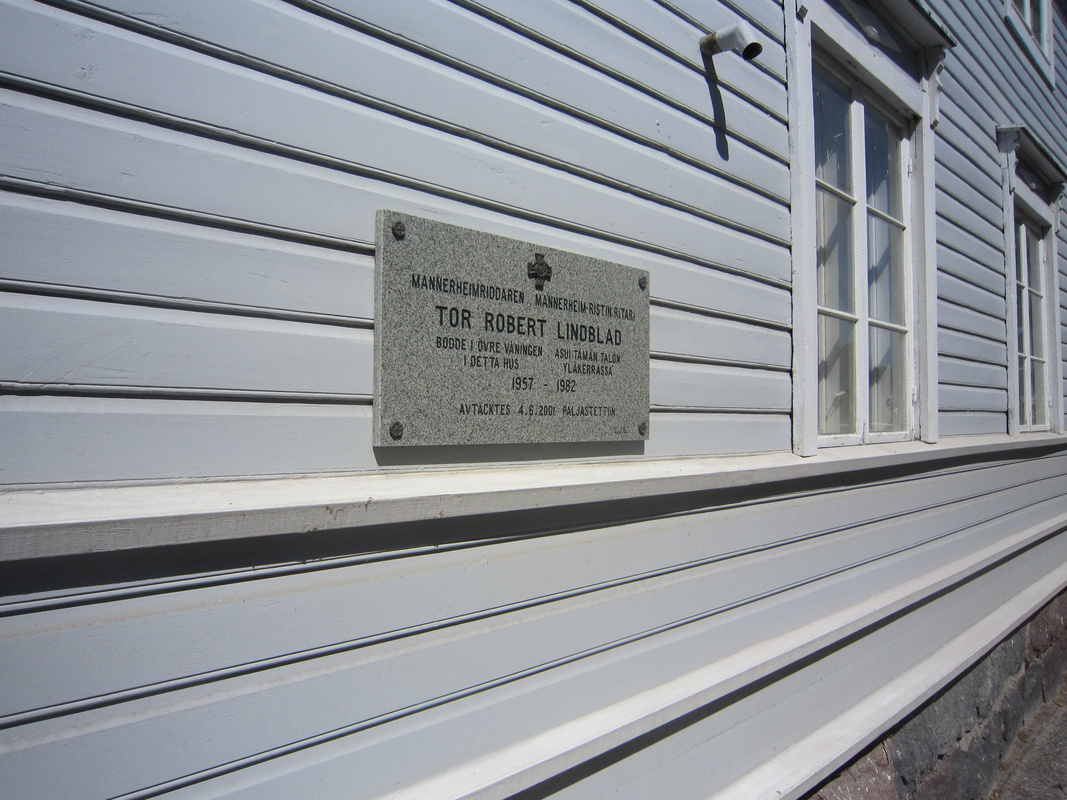 MANNERHEIMRIDDAREN MANNERHEIM-RISTIN RITARI
TOR ROBERT LINDBLAD
BODDE I ÖVRE VÅNINGEN ASUI TÄMÄN TALON
I DETTA HUS YLÄKERRASSA
1957 - 1982
AVTÄCKTES 4.6.2001 PALJASTETTIIN